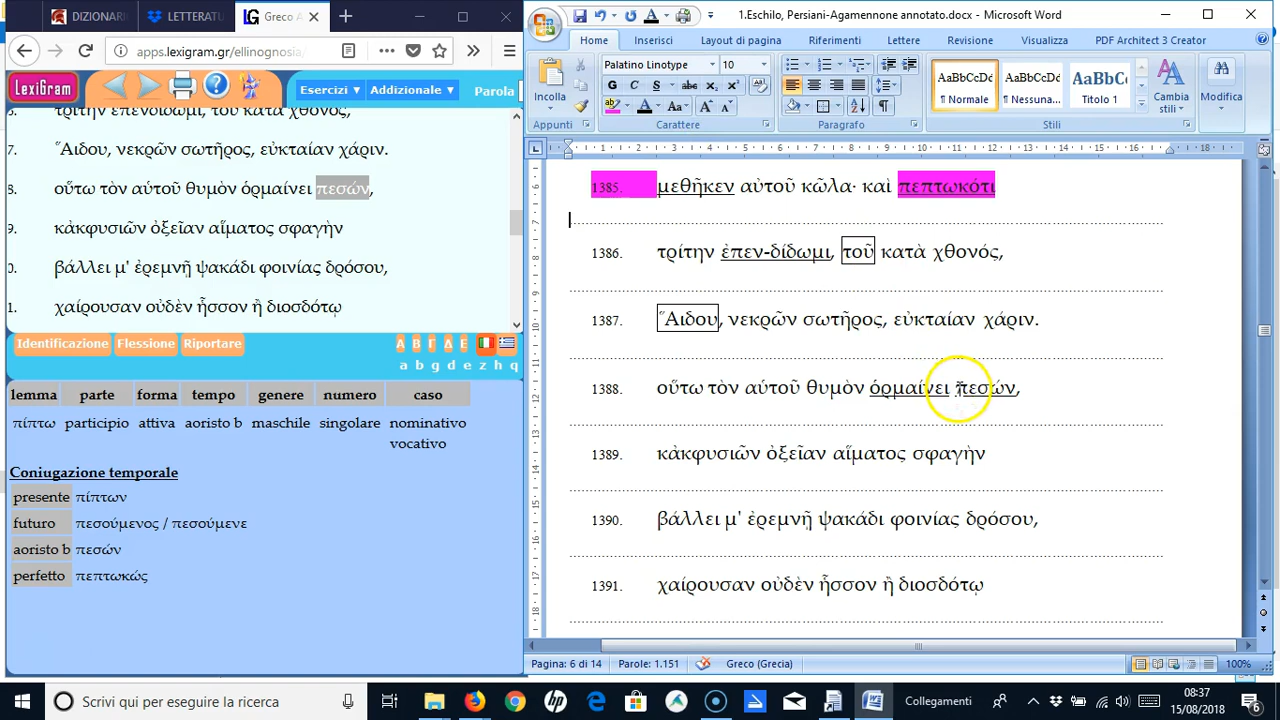 DIZIONARI
LETTERATU
LG Greco A
1.Eschilo, Persiani-Agamennone annotato.docx - Microsoft Word
apps.lexigram.gr/ellinognosia/
Home Inserisci Layout di pagina Riferimenti Lettere Revisione Visualizza PDF Architect 3 Creator
LexiGram
Esercizi Addizionale Parola
Incolla
Palatino Linotype 10
G C S
AaBbCcDd AaBbCcDd AaBbC
¶ Normale ¶ Nessuna... Titolo 1
Cambia stili
Modifica
Appunti Carattere Paragrafo Stili
τρίτην ἐπενδίδωμι, τοῦ κατὰ χθονός,
7. Ἅιδου, νεκρῶν σωτῆρος, εὐκταίαν χάριν.
8. οὕτω τὸν αὑτοῦ θυμὸν ὁρμαίνει πεσών,
9. κἀκφυσιῶν ὀξεῖαν αἵματος σφαγὴν
0. βάλλει μ' ἐρεμνῇ ψακάδι φοινίας δρόσου,
1. χαίρουσαν οὐδὲν ἧσσον ἢ διοσδότῳ
Identificazione Flessione Riportare
Α Β Γ Δ Ε
a b g d e z h q
lemma parte forma tempo genere numero caso
πίπτω participio attiva aoristo b maschile singolare nominativo
vocativo
Coniugazione temporale
presente πίπτων
futuro πεσούμενος / πεσούμενε
aoristo b πεσών
perfetto πεπτωκώς
1385. μεθῆκεν αὐτοῦ κῶλα· καὶ πεπτωκότι
1386. τρίτην ἐπεν-δίδωμι, τοῦ κατὰ χθονός,
1387. Ἅιδου, νεκρῶν σωτῆρος, εὐκταίαν χάριν.
1388. οὕτω τὸν αὑτοῦ θυμὸν ὁρμαίνει πεσών,
1389. κἀκφυσιῶν ὀξεῖαν αἵματος σφαγὴν
1390. βάλλει μ' ἐρεμνῇ ψακάδι φοινίας δρόσου,
1391. χαίρουσαν οὐδὲν ἧσσον ἢ διοσδότῳ
Pagina: 6 di 14 Parole: 1.151 Greco (Grecia) 100%
Scrivi qui per eseguire la ricerca
Collegamenti
08:37
15/08/2018